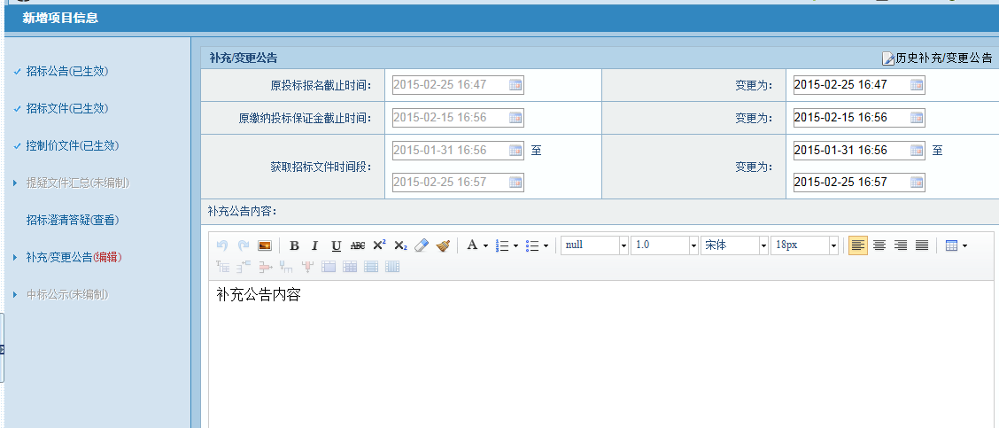 新增项目信息
招标公告(已生效)
招标文件(已生效)
控制价文件(已生效)
提疑文件汇总(未编制)
招标澄清答疑(查看)
补充/变更公告(编辑)
中标公示(未编制)
补充/变更公告 历史补充/变更公告
原投标报名截止时间： 2015-02-25 16:47 变更为： 2015-02-25 16:47
原缴纳投标保证金截止时间： 2015-02-15 16:56 变更为： 2015-02-15 16:56
获取招标文件时间段： 2015-01-31 16:56 至 变更为： 2015-01-31 16:56 至
2015-02-25 16:57 2015-02-25 16:57
补充公告内容：
B I U ABC X² X₂ A null 1.0 宋体 18px
补充公告内容